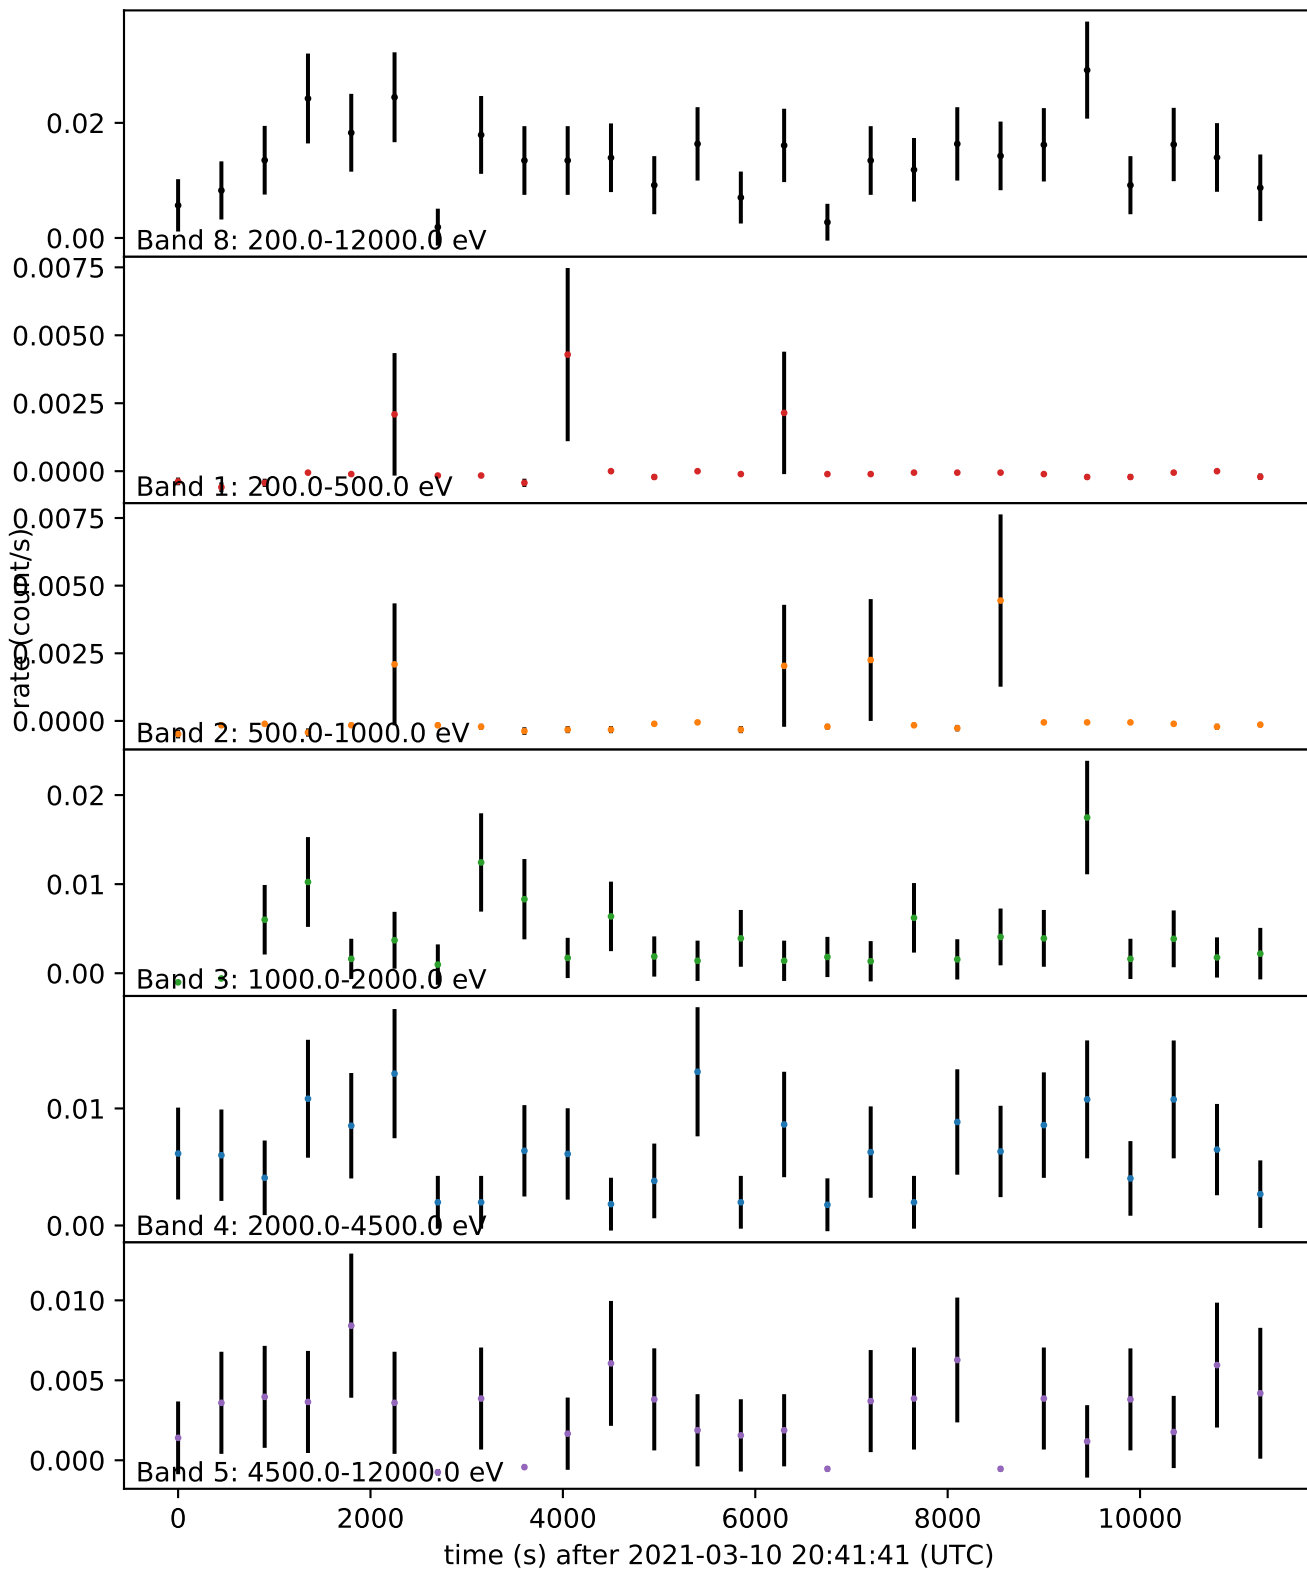 0.02
0.00
Band 8: 200.0-12000.0 eV
0.0075
0.0050
0.0025
0.0000
Band 1: 200.0-500.0 eV
rate (count/s)
0.0075
0.0050
0.0025
0.0000
Band 2: 500.0-1000.0 eV
0.02
0.01
0.00
Band 3: 1000.0-2000.0 eV
0.01
0.00
Band 4: 2000.0-4500.0 eV
0.010
0.005
0.000
Band 5: 4500.0-12000.0 eV
0 2000 4000 6000 8000 10000
time (s) after 2021-03-10 20:41:41 (UTC)